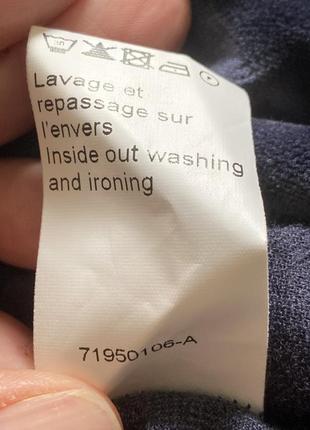 Lavage et
repassage sur
l'envers
Inside out washing
and ironing
71950106-A